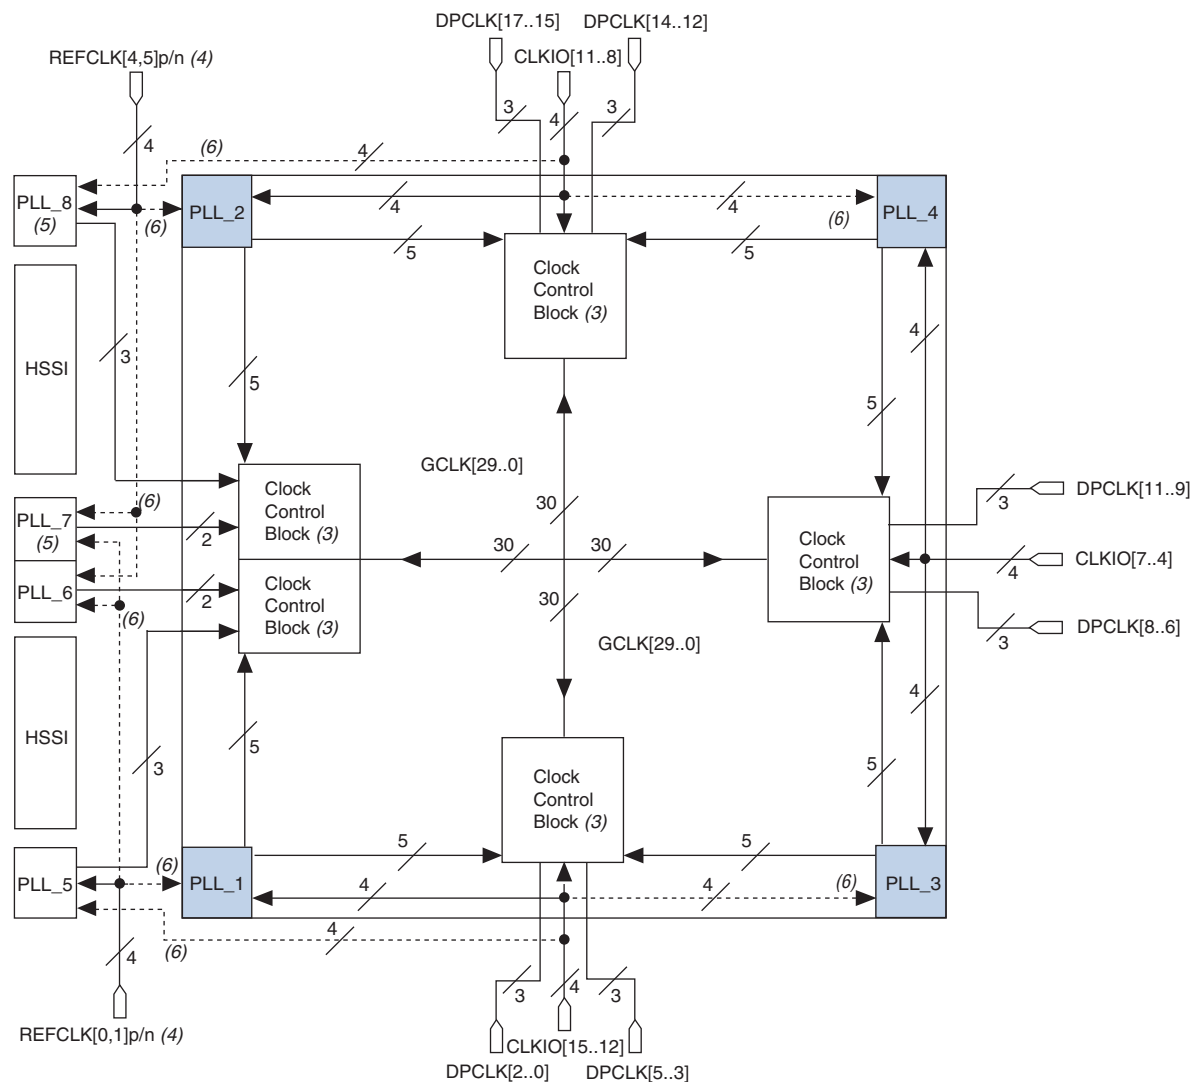 DPCLK[17..15]
DPCLK[14..12]
REFCLK[4,5]p/n (4)
CLKIO[11..8]
3
4
3
4
(6)
4
PLL_8
(5)
(6)
PLL_2
4
4
(6)
PLL_4
5
5
Clock
Control
Block (3)
HSSI
3
5
4
5
GCLK[29..0]
Clock
Control
Block (3)
30
3
DPCLK[11..9]
PLL_7
(5)
(6)
2
30
30
Clock
Control
Block (3)
4
CLKIO[7..4]
PLL_6
(6)
2
Clock
Control
Block (3)
30
3
DPCLK[8..6]
GCLK[29..0]
HSSI
3
5
4
5
Clock
Control
Block (3)
5
5
PLL_5
(6)
PLL_1
4
4
(6)
PLL_3
4
(6)
4
3
4
3
REFCLK[0,1]p/n (4)
CLKIO[15..12]
DPCLK[2..0]
DPCLK[5..3]